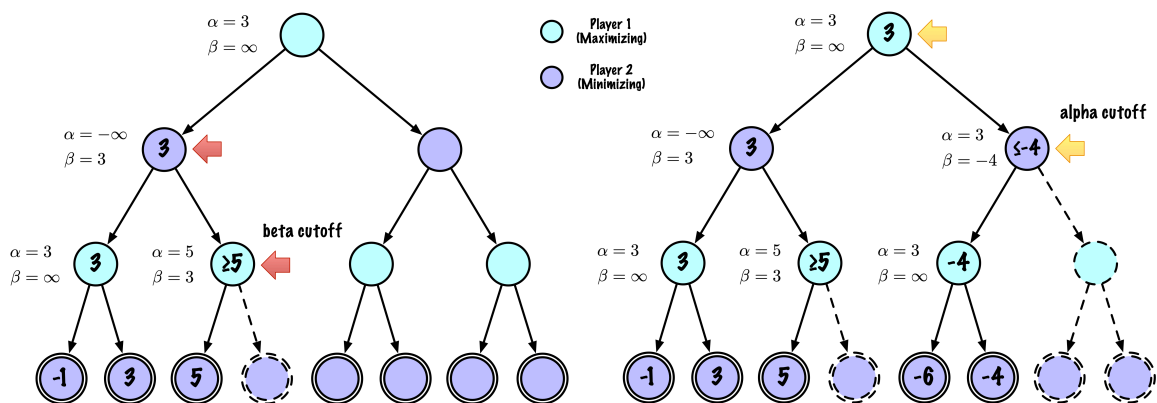 α = 3
β = ∞
Player 1
(Maximizing)
Player 2
(Minimizing)
α = −∞
β = 3
3
beta cutoff
α = 3
β = ∞
3
α = 5
β = 3
≥5
-1
3
5
α = 3
β = ∞
3
alpha cutoff
α = −∞
β = 3
3
α = 3
β = −4
≤-4
α = 3
β = ∞
3
α = 5
β = 3
≥5
α = 3
β = ∞
-4
-1
3
5
-6
-4